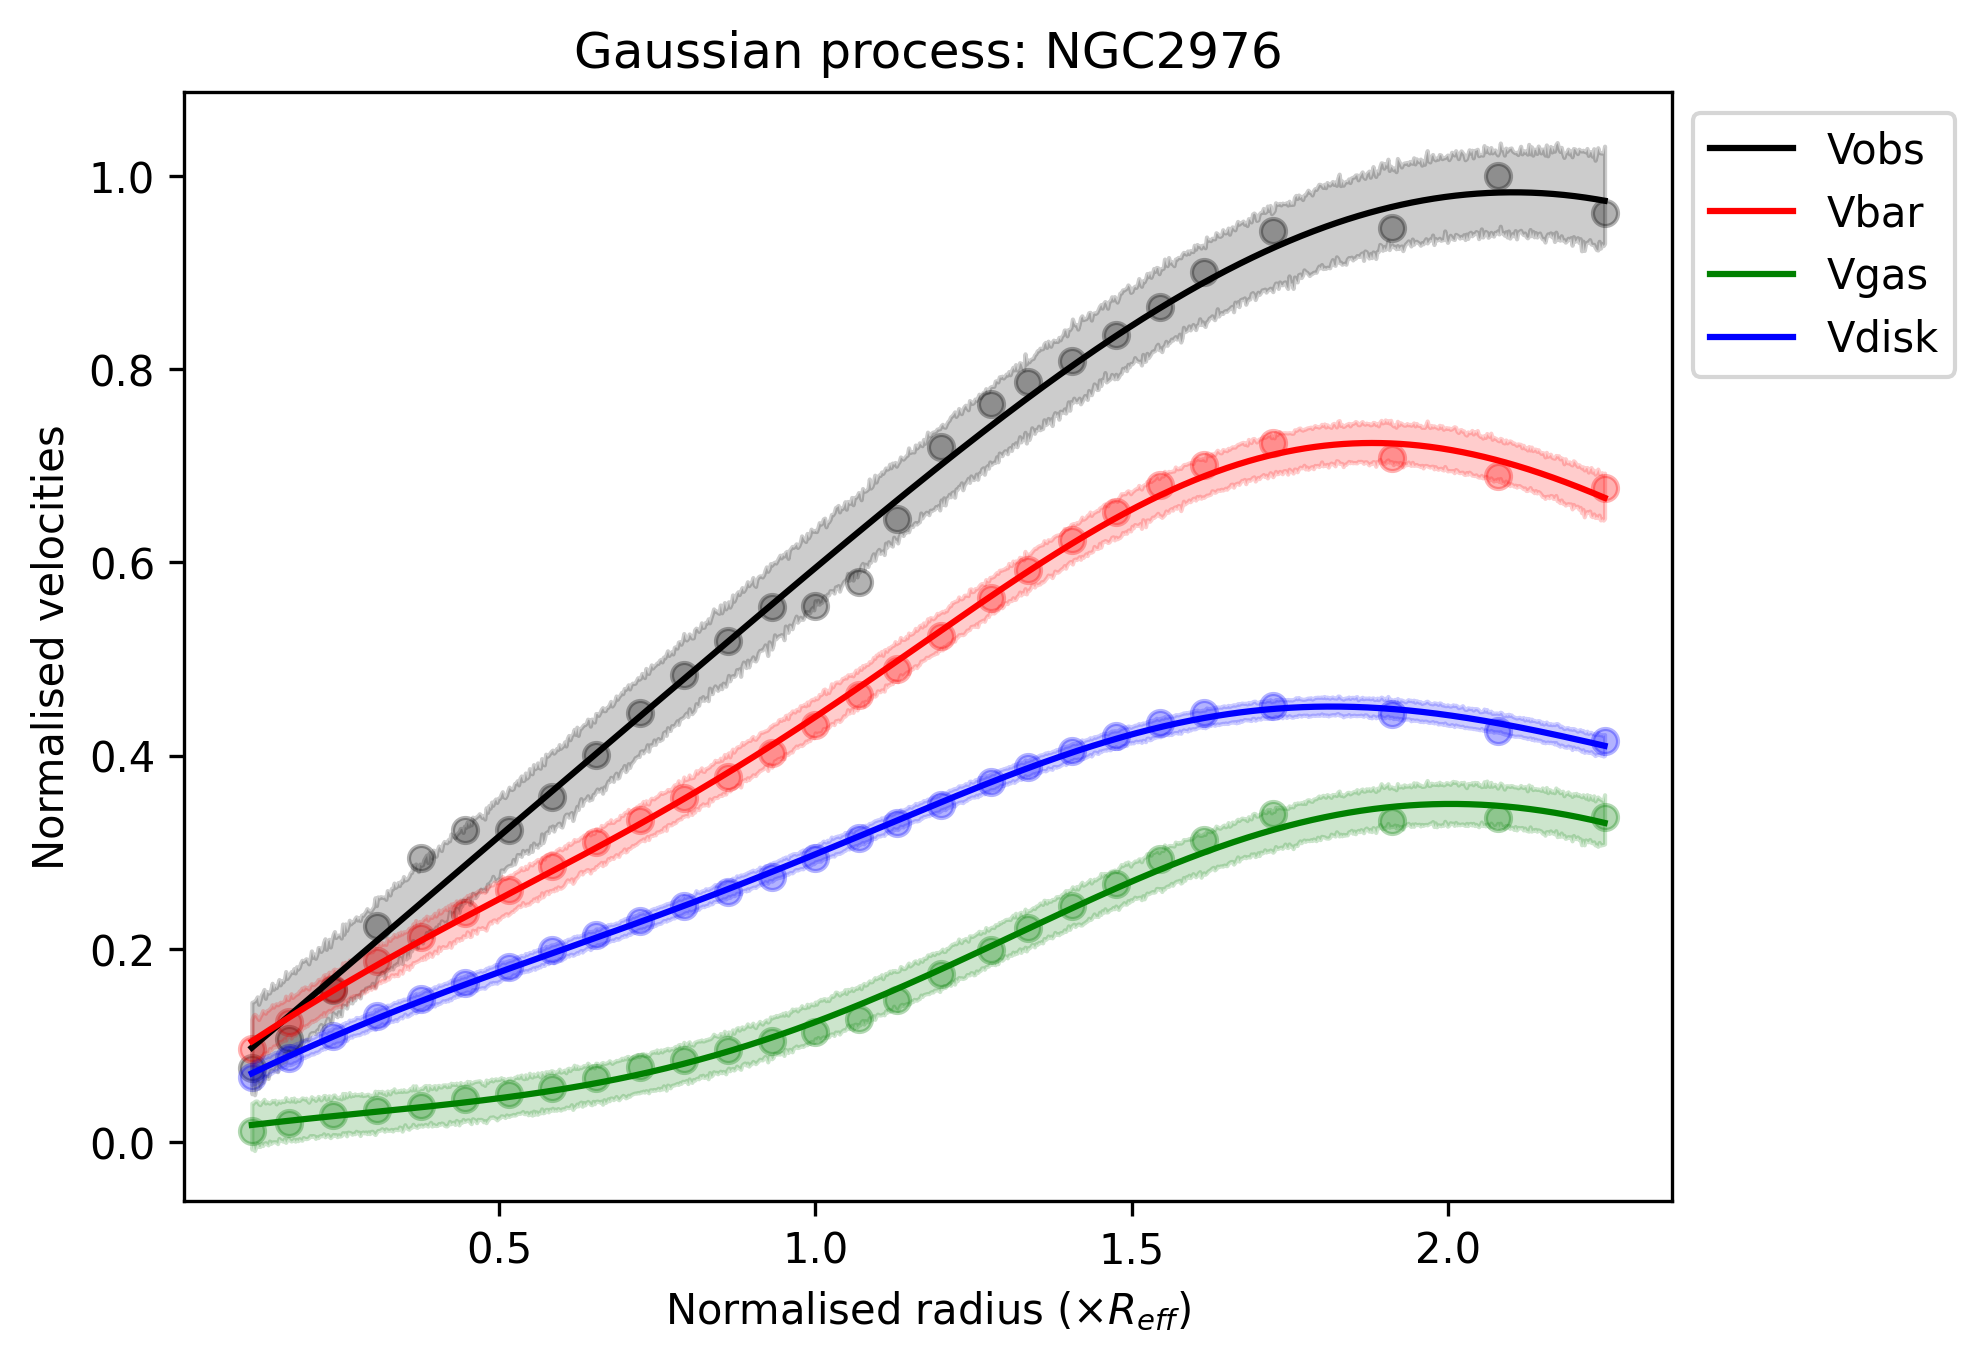 Gaussian process: NGC2976
Normalised velocities
1.0
0.8
0.6
0.4
0.2
0.0
0.5 1.0 1.5 2.0
Normalised radius (×R_eff)
Vobs
Vbar
Vgas
Vdisk